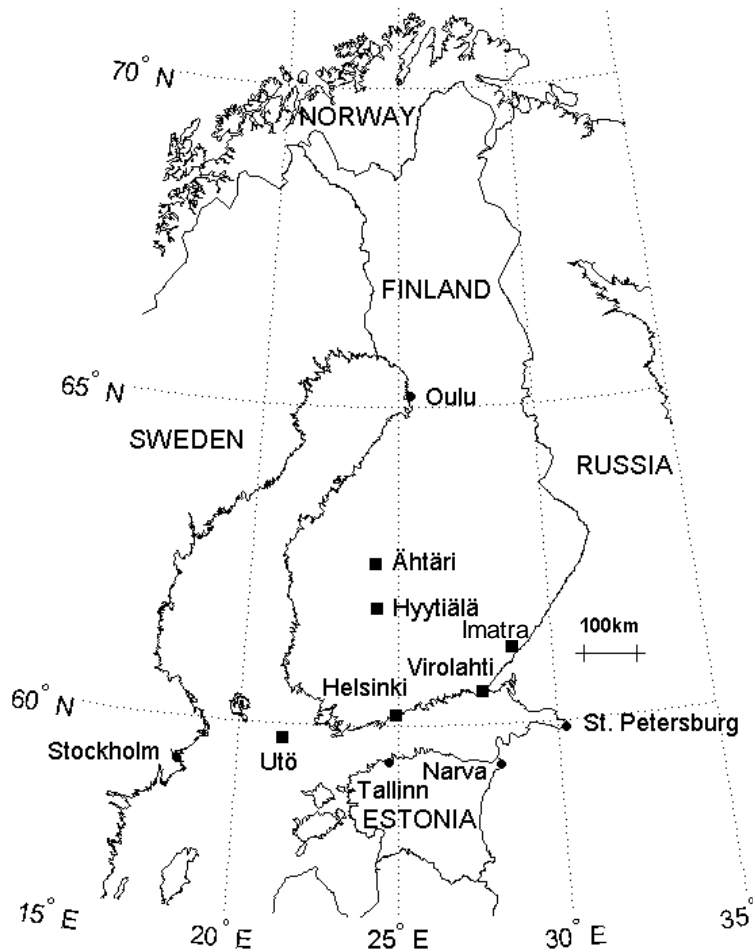 70° N
NORWAY
FINLAND
65° N
Oulu
SWEDEN
RUSSIA
Ähtäri
Hyytiälä
Imatra
100km
Virolahti
Helsinki
60° N
St. Petersburg
Stockholm
Utö
Narva
Tallinn
ESTONIA
15° E
20° E
25° E
30° E
35°